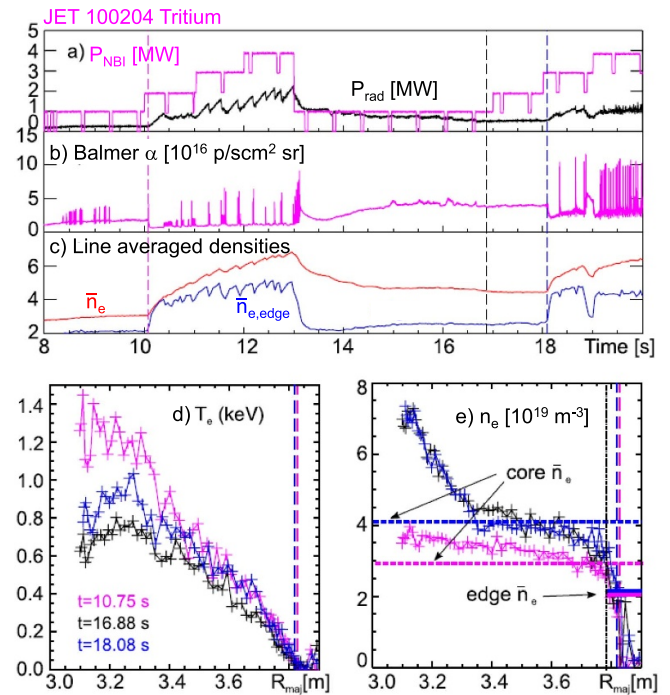 JET 100204 Tritium
a) P_NBI [MW]
P_rad [MW]
5
4
3
2
1
0
b) Balmer α [10^16 p/scm^2 sr]
10
5
0
c) Line averaged densities
6
4
2
n̄_e
n̄_e,edge
8 10 12 14 16 18 Time [s]
d) T_e (keV)
1.4
1.2
1.0
0.8
0.6
0.4
0.2
0.0
t=10.75 s
t=16.88 s
t=18.08 s
3.0 3.2 3.4 3.6 R_maj[m]
e) n_e [10^19 m^-3]
8
6
4
2
0
core n̄_e
edge n̄_e
3.0 3.2 3.4 3.6 R_maj[m]